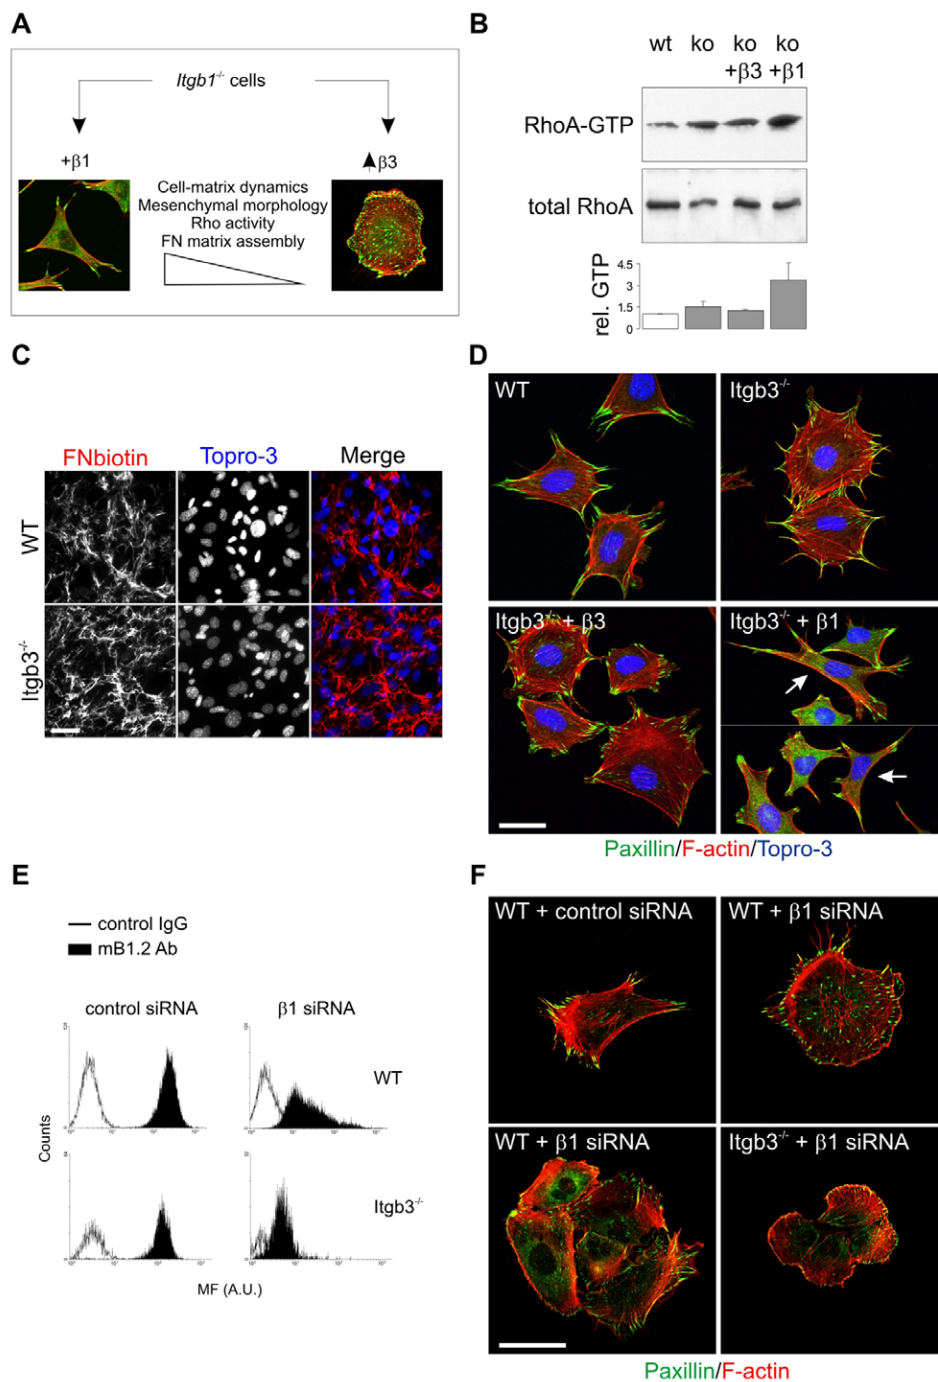 A
Itgb1-/- cells
+β1
β3
Cell-matrix dynamics
Mesenchymal morphology
Rho activity
FN matrix assembly
B
wt ko ko +β3 ko +β1
RhoA-GTP
total RhoA
rel. GTP
4.5
3
1.5
0
C
FNbiotin Topro-3 Merge
WT
Itgb3-/-
D
WT
Itgb3-/-
Itgb3-/- + β3
Itgb3-/- + β1
Paxillin/F-actin/Topro-3
E
control IgG
mB1.2 Ab
control siRNA β1 siRNA
WT
Counts
Itgb3-/-
MF (A.U.)
F
WT + control siRNA
WT + β1 siRNA
WT + β1 siRNA
Itgb3-/- + β1 siRNA
Paxillin/F-actin